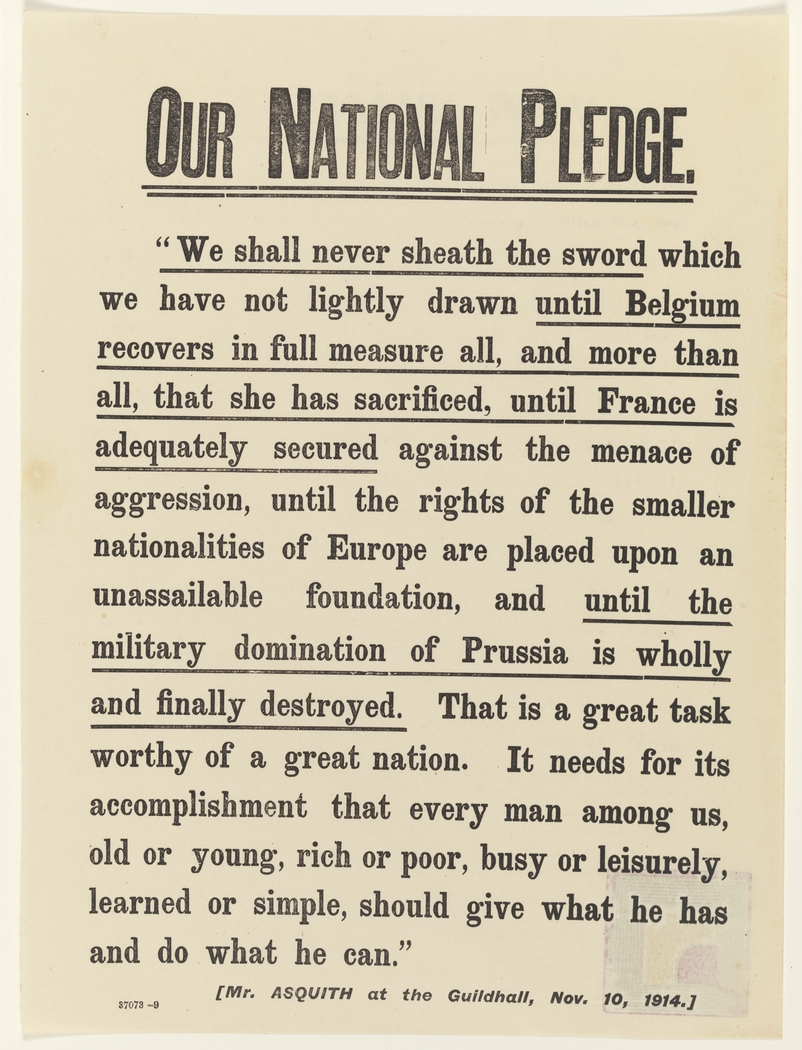 OUR NATIONAL PLEDGE.
“We shall never sheath the sword which
we have not lightly drawn until Belgium
recovers in full measure all, and more than
all, that she has sacrificed, until France is
adequately secured against the menace of
aggression, until the rights of the smaller
nationalities of Europe are placed upon an
unassailable foundation, and until the
military domination of Prussia is wholly
and finally destroyed. That is a great task
worthy of a great nation. It needs for its
accomplishment that every man among us,
old or young, rich or poor, busy or leisurely,
learned or simple, should give what he has
and do what he can.”
[Mr. ASQUITH at the Guildhall, Nov. 10, 1914.]
37073-9